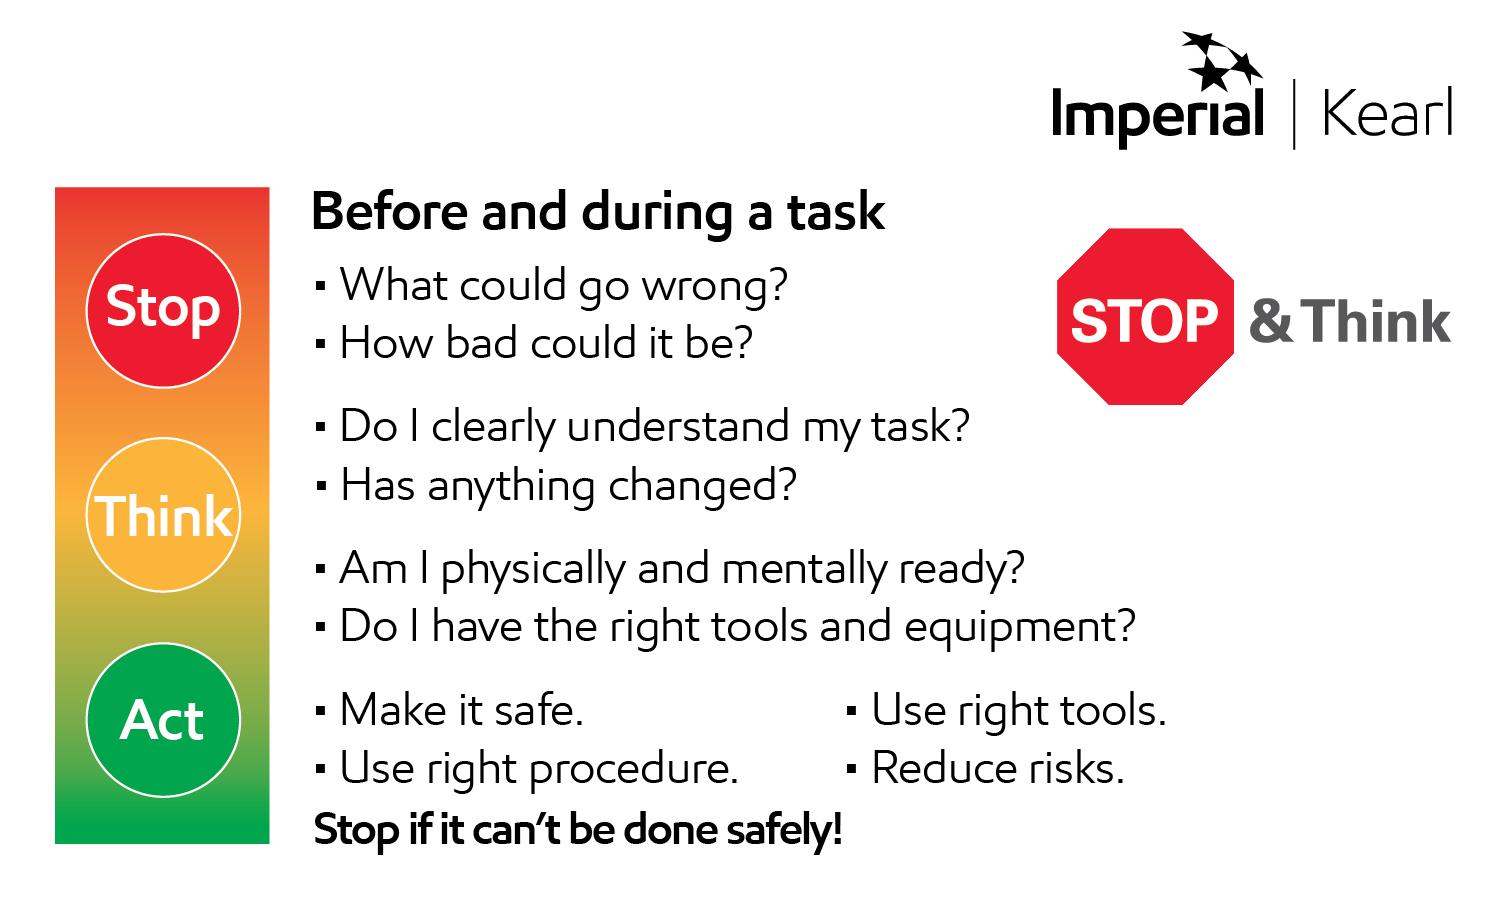 Imperial | Kearl
Before and during a task
▪ What could go wrong?
▪ How bad could it be?
▪ Do I clearly understand my task?
▪ Has anything changed?
▪ Am I physically and mentally ready?
▪ Do I have the right tools and equipment?
▪ Make it safe.
▪ Use right procedure.
▪ Use right tools.
▪ Reduce risks.
Stop if it can't be done safely!
Stop
Think
Act
STOP & Think